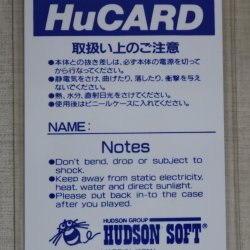 HuCARD
取扱い上のご注意
●本体との抜き差しは、必ず本体の電源を切って
から行なってください。
●静電気をさけ、曲げたり、落したり、衝撃を与え
ないでください。
●熱、水分、直射日光をさけてください。
●使用後はビニールケースに入れてください。
NAME:
Notes
●Don't bend, drop or subject to
shock.
●Keep away from static electricity,
heat, water and direct sunlight.
●Please put back in-to the case
after you played.
HUDSON GROUP
HUDSON SOFT®